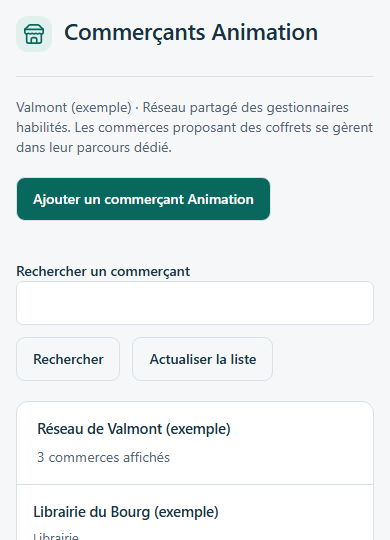 Commerçants Animation
Valmont (exemple) · Réseau partagé des gestionnaires
habilités. Les commerces proposant des coffrets se gèrent
dans leur parcours dédié.
Ajouter un commerçant Animation
Rechercher un commerçant
Rechercher
Actualiser la liste
Réseau de Valmont (exemple)
3 commerces affichés
Librairie du Bourg (exemple)
Librairie